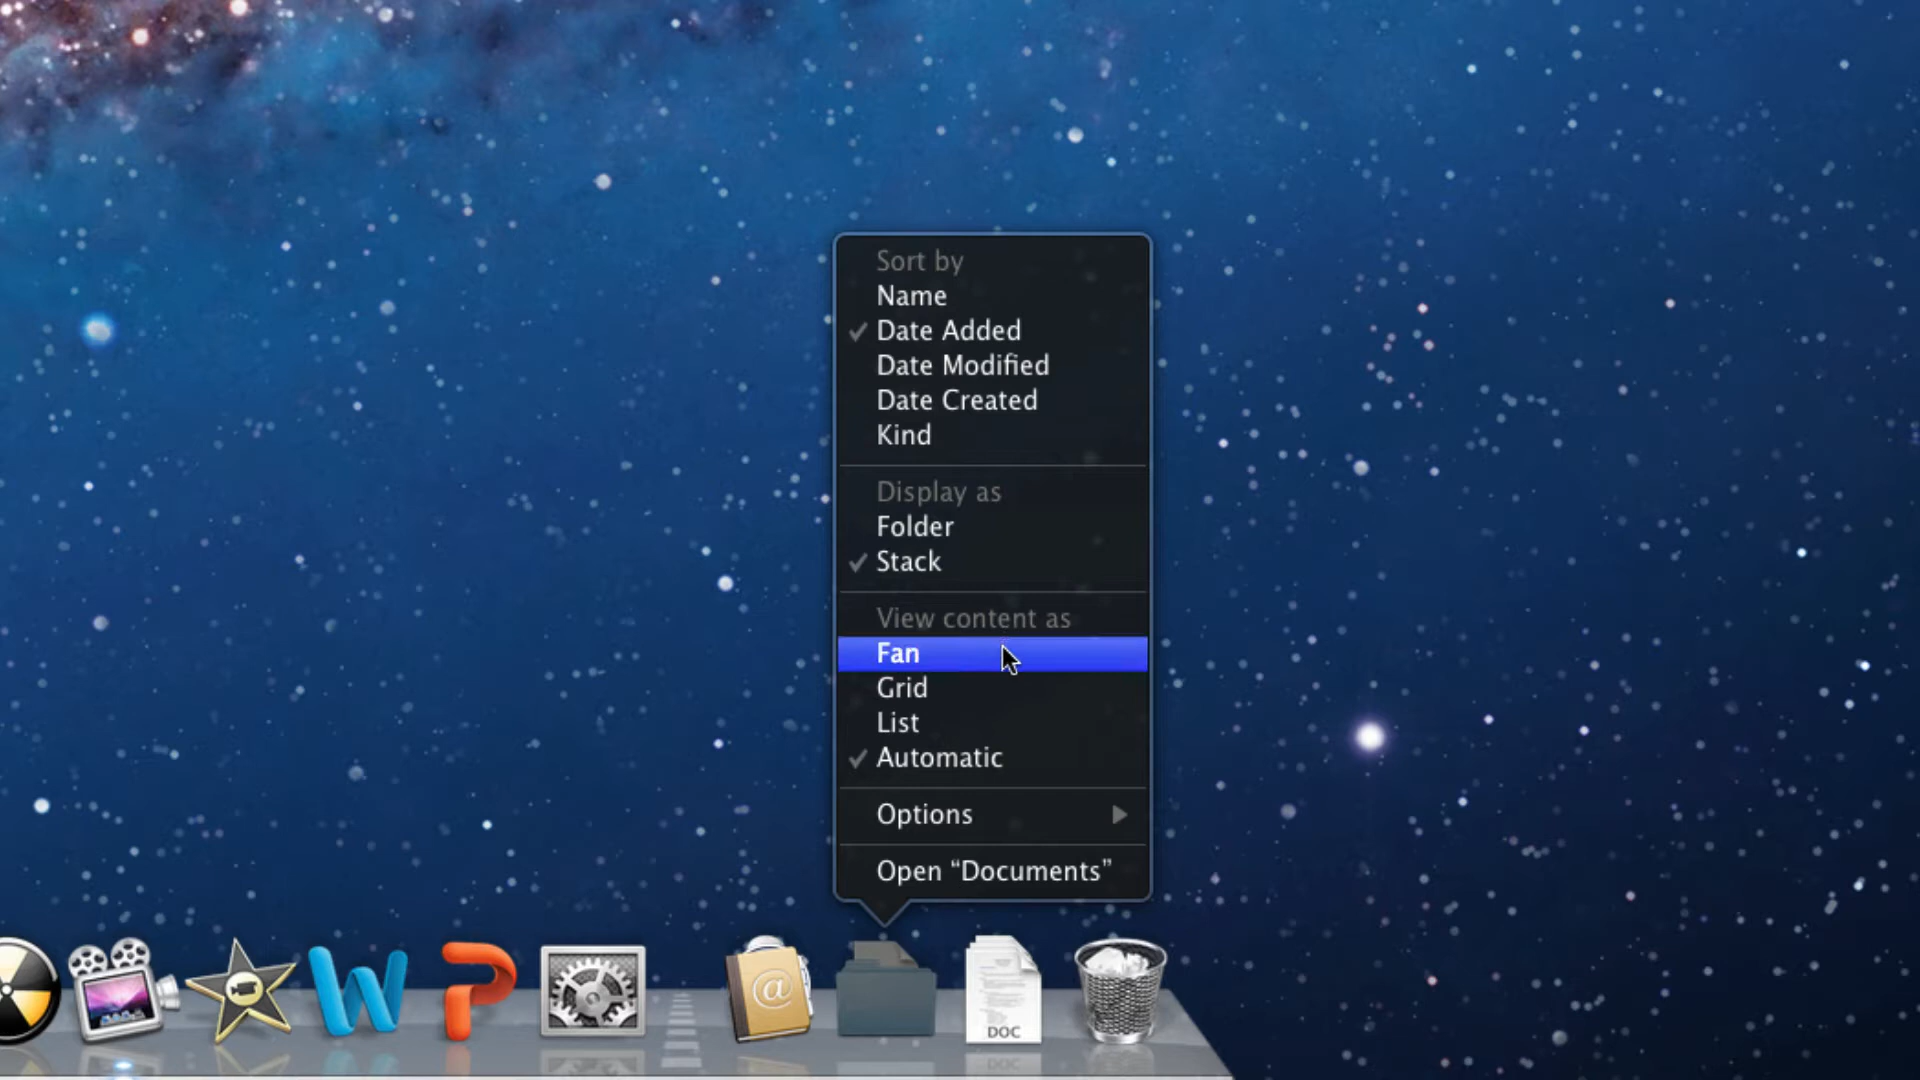 Sort by
Name
Date Added
Date Modified
Date Created
Kind
Display as
Folder
Stack
View content as
Fan
Grid
List
Automatic
Options
Open “Documents”
W
P
@
DOC